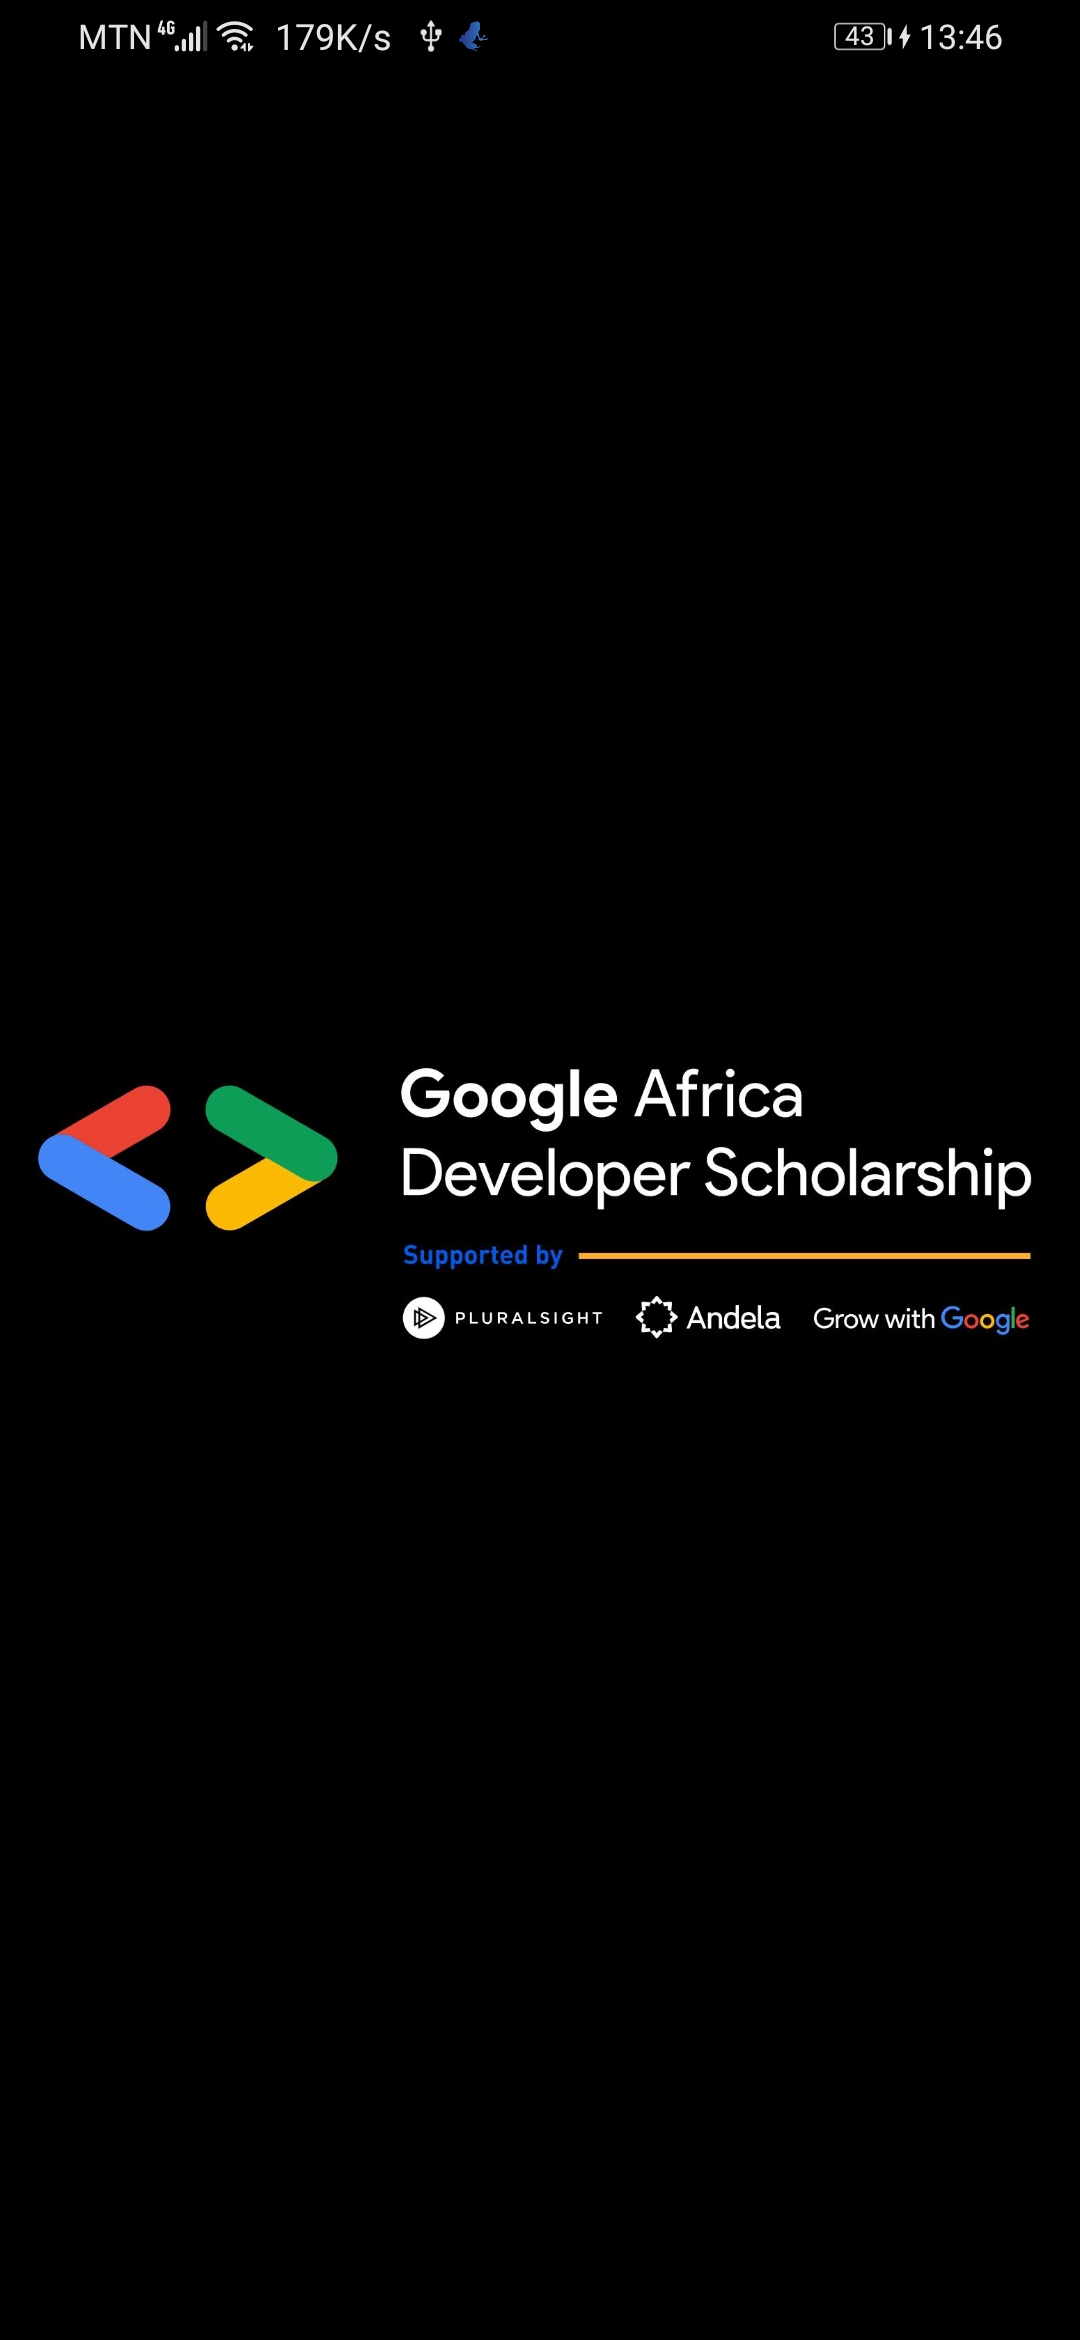 MTN 4G 179K/s 43 13:46
Google Africa
Developer Scholarship
Supported by
PLURALSIGHT Andela Grow with Google